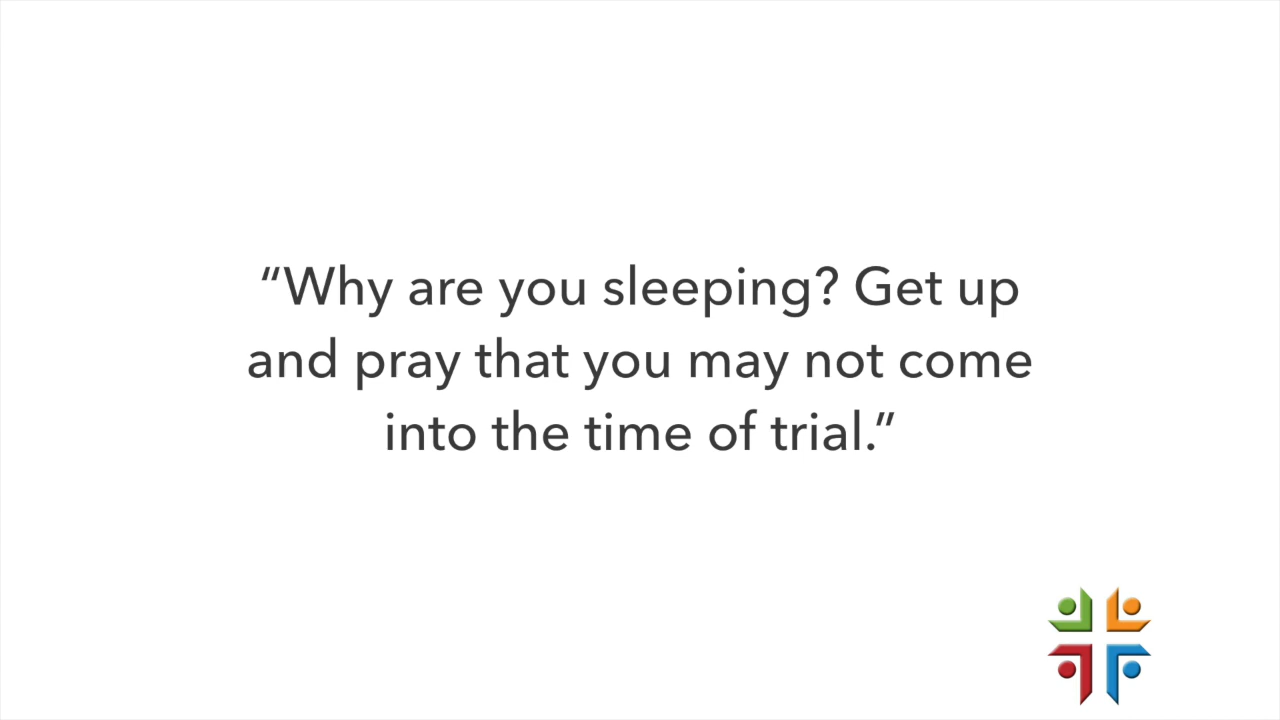 “Why are you sleeping? Get up
and pray that you may not come
into the time of trial.”